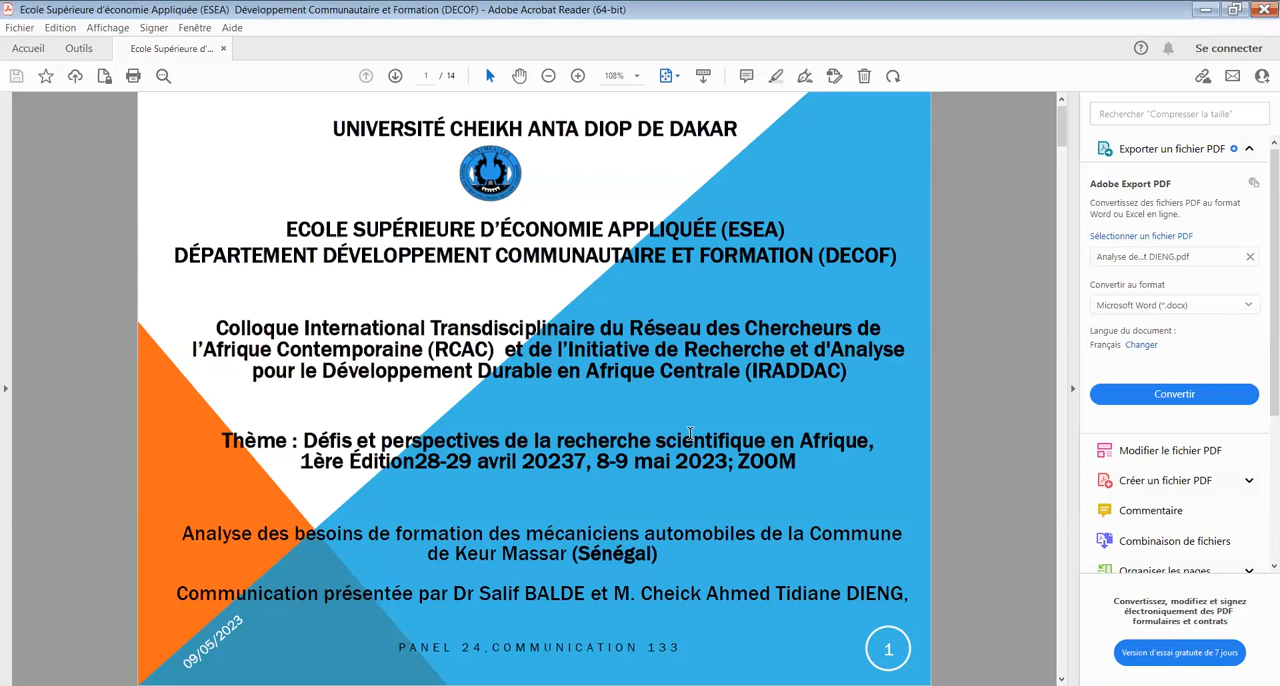 Ecole Supérieure d'économie Appliquée (ESEA) Développement Communautaire et Formation (DECOF) - Adobe Acrobat Reader (64-bit)
Fichier Edition Affichage Signer Fenêtre Aide
Accueil Outils Ecole Supérieure d'... × Se connecter
1 / 14 108%
UNIVERSITÉ CHEIKH ANTA DIOP DE DAKAR
ECOLE SUPÉRIEURE D'ÉCONOMIE APPLIQUÉE (ESEA)
DÉPARTEMENT DÉVELOPPEMENT COMMUNAUTAIRE ET FORMATION (DECOF)
Colloque International Transdisciplinaire du Réseau des Chercheurs de
l'Afrique Contemporaine (RCAC) et de l'Initiative de Recherche et d'Analyse
pour le Développement Durable en Afrique Centrale (IRADDAC)
Thème : Défis et perspectives de la recherche scientifique en Afrique,
1ère Édition28-29 avril 20237, 8-9 mai 2023; ZOOM
Analyse des besoins de formation des mécaniciens automobiles de la Commune
de Keur Massar (Sénégal)
Communication présentée par Dr Salif BALDE et M. Cheick Ahmed Tidiane DIENG,
09/05/2023
PANEL 24,COMMUNICATION 133
1
Rechercher "Compresser la taille"
Exporter un fichier PDF
Adobe Export PDF
Convertissez des fichiers PDF au format
Word ou Excel en ligne.
Sélectionner un fichier PDF
Analyse de...t DIENG.pdf
Convertir au format
Microsoft Word (*.docx)
Langue du document :
Français Changer
Convertir
Modifier le fichier PDF
Créer un fichier PDF
Commentaire
Combinaison de fichiers
Organiser les pages
Convertissez, modifiez et signez
électroniquement des PDF
formulaires et contrats
Version d'essai gratuite de 7 jours